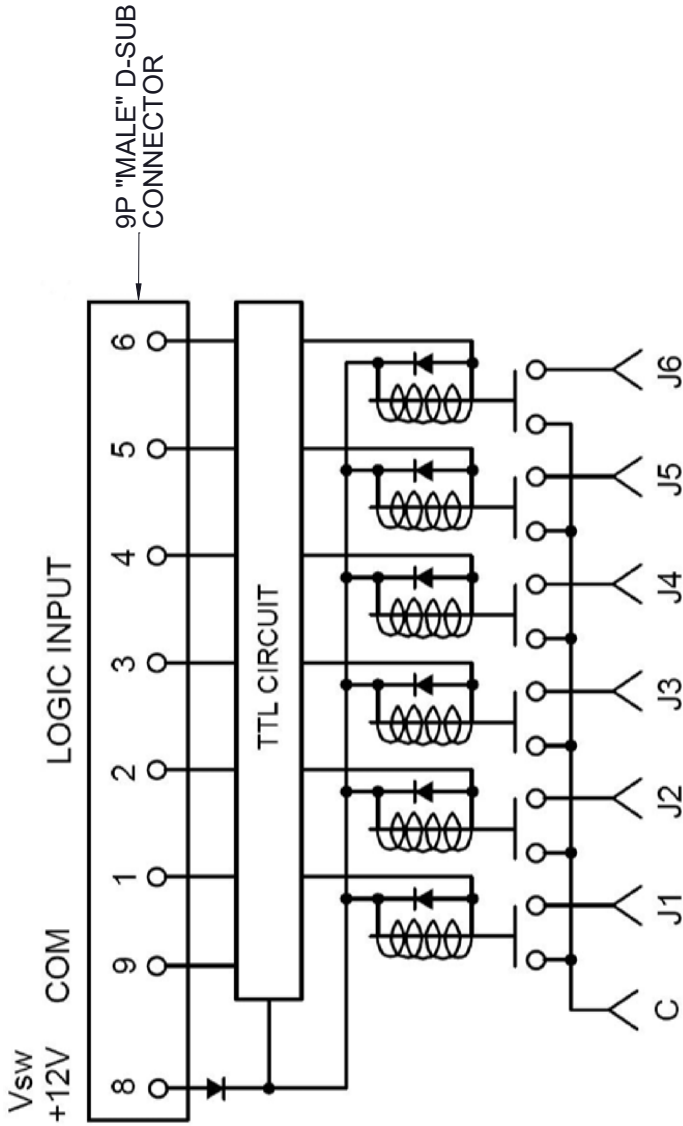 9P "MALE" D-SUB
CONNECTOR
Vsw
+12V COM LOGIC INPUT
8 9 1 2 3 4 5 6
TTL CIRCUIT
C J1 J2 J3 J4 J5 J6